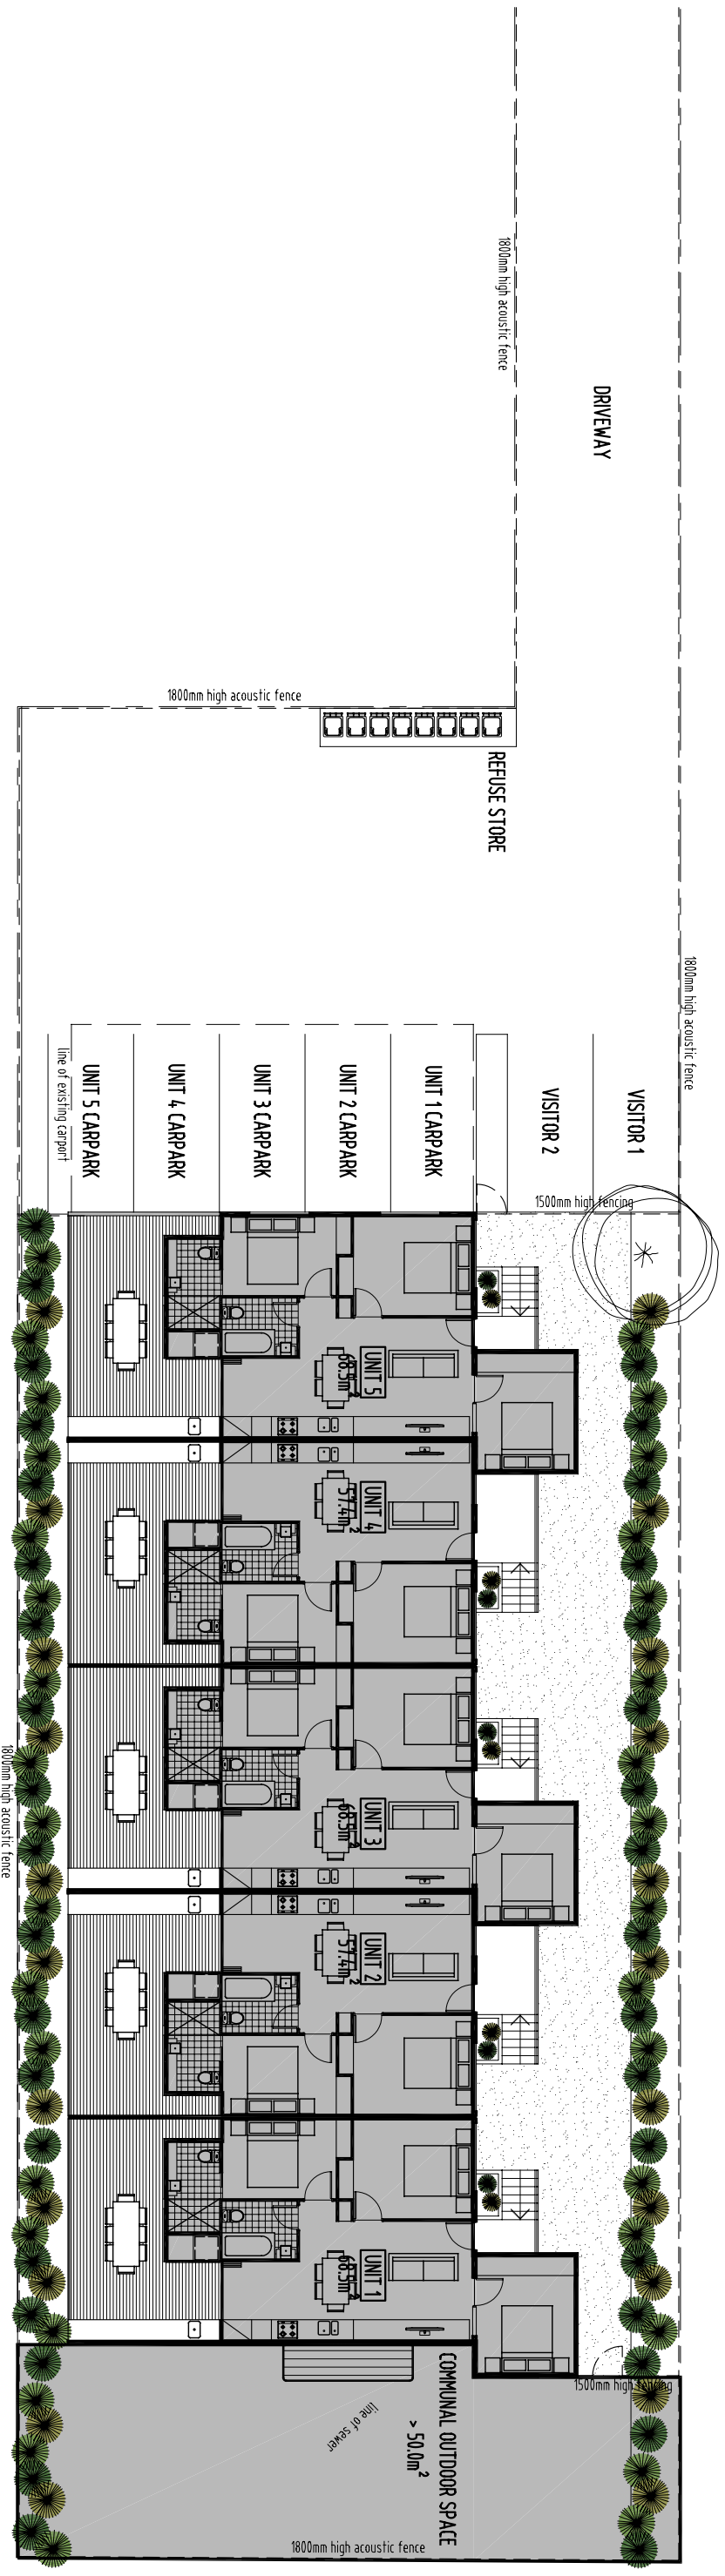 1800mm high acoustic fence
DRIVEWAY
1800mm high acoustic fence
REFUSE STORE
1800mm high acoustic fence
line of existing carport
UNIT 5 CARPARK
UNIT 4 CARPARK
UNIT 3 CARPARK
UNIT 2 CARPARK
UNIT 1 CARPARK
VISITOR 2
VISITOR 1
1500mm high fencing
UNIT 5
68.5m²
UNIT 4
57.4m²
UNIT 3
68.5m²
1800mm high acoustic fence
UNIT 2
57.4m²
UNIT 1
68.5m²
1500mm high fencing
COMMUNAL OUTDOOR SPACE
> 50.0m²
line of sewer
1800mm high acoustic fence